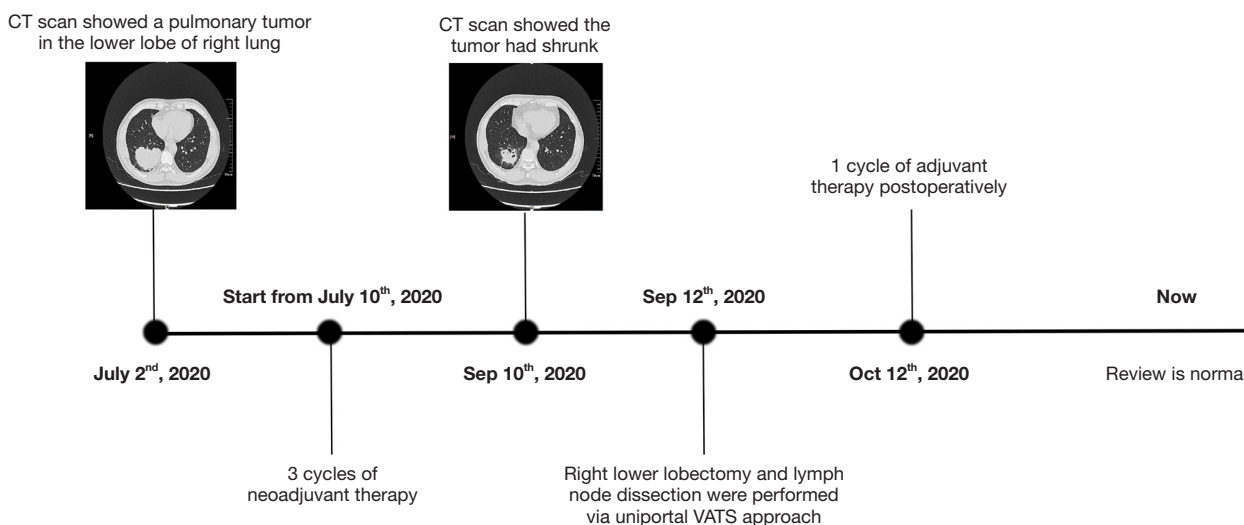 CT scan showed a pulmonary tumor
in the lower lobe of right lung
CT scan showed the
tumor had shrunk
1 cycle of adjuvant
therapy postoperatively
Start from July 10th, 2020
Sep 12th, 2020
Now
July 2nd, 2020
Sep 10th, 2020
Oct 12th, 2020
Review is norma
3 cycles of
neoadjuvant therapy
Right lower lobectomy and lymph
node dissection were performed
via uniportal VATS approach